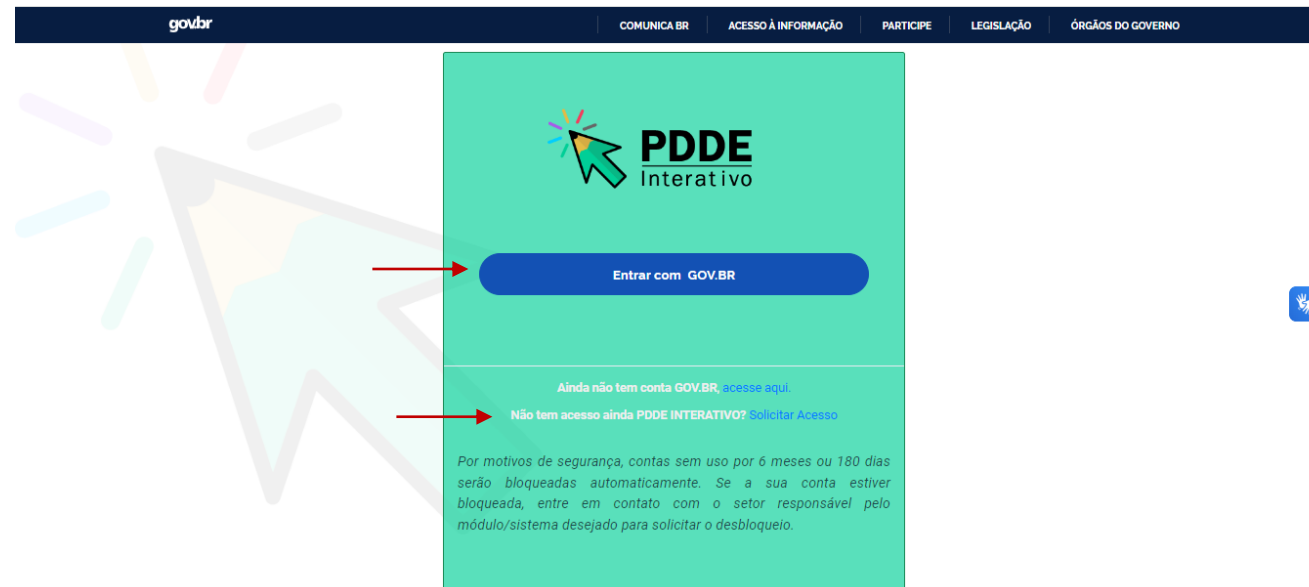 gov.br
COMUNICA BR ACESSO À INFORMAÇÃO PARTICIPE LEGISLAÇÃO ÓRGÃOS DO GOVERNO
PDDE
Interativo
Entrar com GOV.BR
Ainda não tem conta GOV.BR, acesse aqui.
Não tem acesso ainda PDDE INTERATIVO? Solicitar Acesso
Por motivos de segurança, contas sem uso por 6 meses ou 180 dias
serão bloqueadas automaticamente. Se a sua conta estiver
bloqueada, entre em contato com o setor responsável pelo
módulo/sistema desejado para solicitar o desbloqueio.